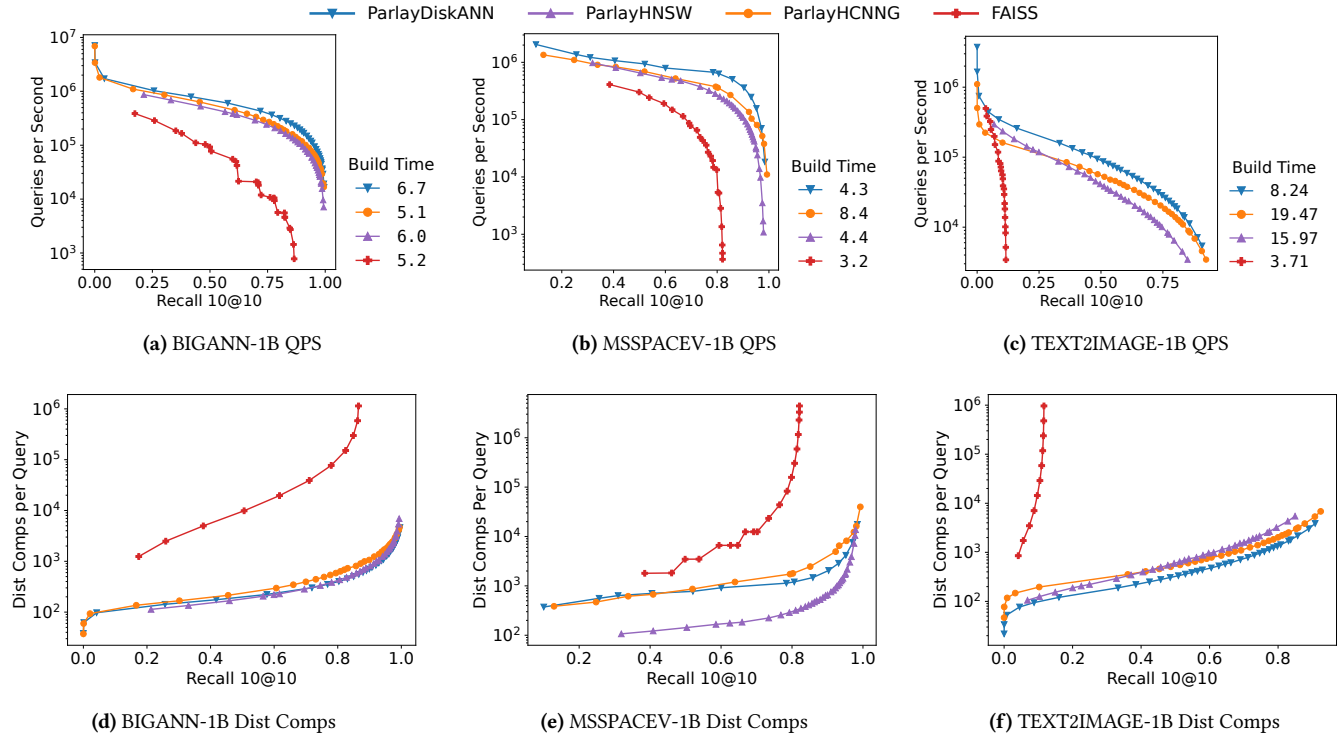 ParlayDiskANN ParlayHNSW ParlayHCNNG FAISS
Queries per Second
10^7
10^6
10^5
10^4
10^3
0.00 0.25 0.50 0.75 1.00
Recall 10@10
Build Time
6.7
5.1
6.0
5.2
(a) BIGANN-1B QPS
Queries per Second
10^6
10^5
10^4
10^3
0.2 0.4 0.6 0.8 1.0
Recall 10@10
Build Time
4.3
8.4
4.4
3.2
(b) MSSPACEV-1B QPS
Queries per Second
10^6
10^5
10^4
0.00 0.25 0.50 0.75
Recall 10@10
Build Time
8.24
19.47
15.97
3.71
(c) TEXT2IMAGE-1B QPS
Dist Comps per Query
10^6
10^5
10^4
10^3
10^2
0.0 0.2 0.4 0.6 0.8 1.0
Recall 10@10
(d) BIGANN-1B Dist Comps
Dist Comps Per Query
10^6
10^5
10^4
10^3
10^2
0.2 0.4 0.6 0.8 1.0
Recall 10@10
(e) MSSPACEV-1B Dist Comps
Dist Comps per Query
10^6
10^5
10^4
10^3
10^2
0.0 0.2 0.4 0.6 0.8
Recall 10@10
(f) TEXT2IMAGE-1B Dist Comps